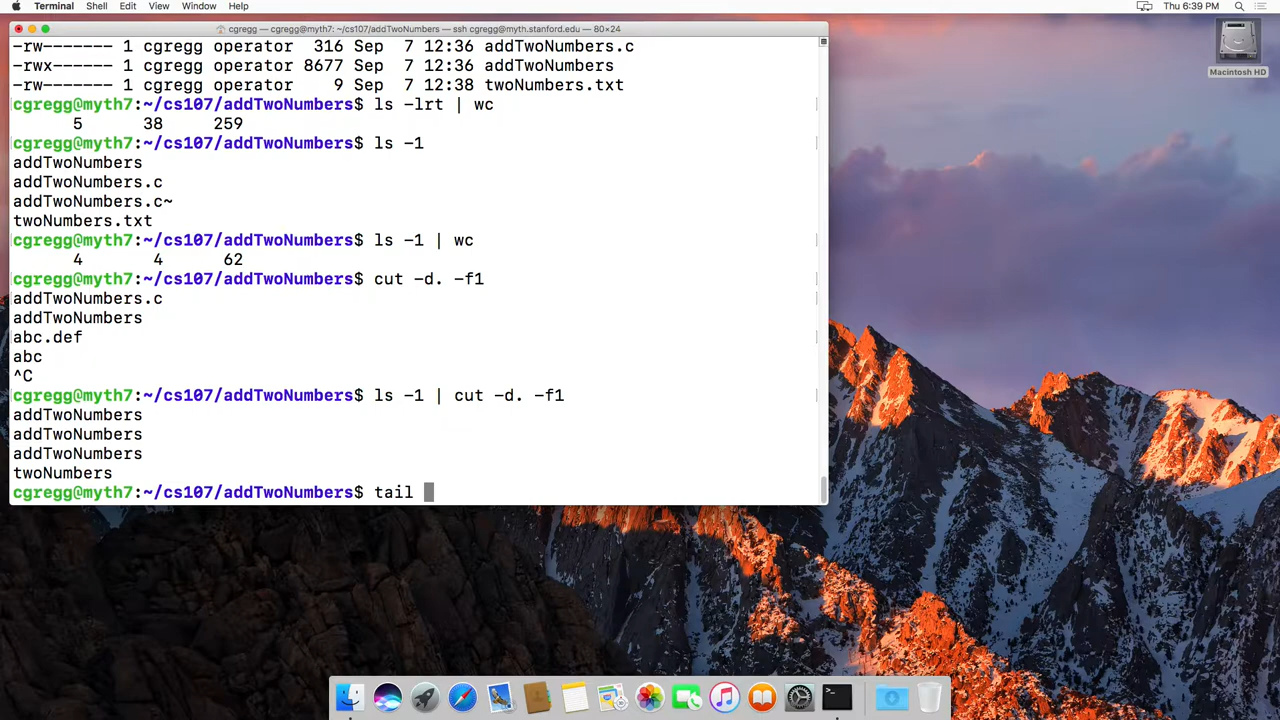 Terminal Shell Edit View Window Help Thu 6:39 PM
cgregg — cgregg@myth7: ~/cs107/addTwoNumbers — ssh cgregg@myth.stanford.edu — 80×24
-rw------- 1 cgregg operator  316 Sep  7 12:36 addTwoNumbers.c
-rwx------ 1 cgregg operator 8677 Sep  7 12:36 addTwoNumbers
-rw------- 1 cgregg operator    9 Sep  7 12:38 twoNumbers.txt
cgregg@myth7:~/cs107/addTwoNumbers$ ls -lrt | wc
      5      38     259
cgregg@myth7:~/cs107/addTwoNumbers$ ls -1
addTwoNumbers
addTwoNumbers.c
addTwoNumbers.c~
twoNumbers.txt
cgregg@myth7:~/cs107/addTwoNumbers$ ls -1 | wc
      4       4      62
cgregg@myth7:~/cs107/addTwoNumbers$ cut -d. -f1
addTwoNumbers.c
addTwoNumbers
abc.def
abc
^C
cgregg@myth7:~/cs107/addTwoNumbers$ ls -1 | cut -d. -f1
addTwoNumbers
addTwoNumbers
addTwoNumbers
twoNumbers
cgregg@myth7:~/cs107/addTwoNumbers$ tail
Macintosh HD